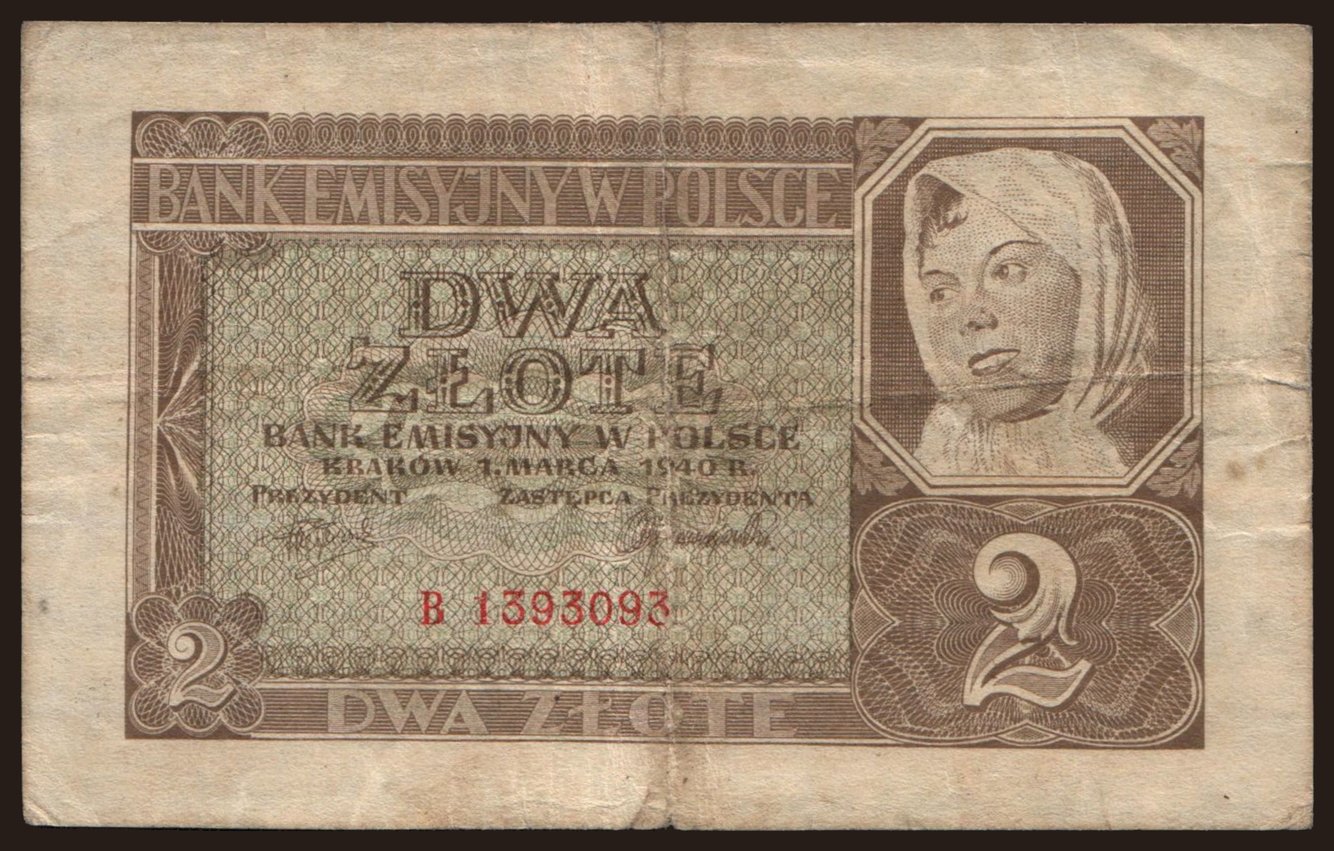 BANK EMISYJNY W POLSCE
DWA
ZŁOTE
BANK EMISYJNY W POLSCE
KRAKÓW 1. MARCA 1940 R.
PREZYDENT ZASTĘPCA PREZYDENTA
B 1393093
2
2
DWA ZŁOTE